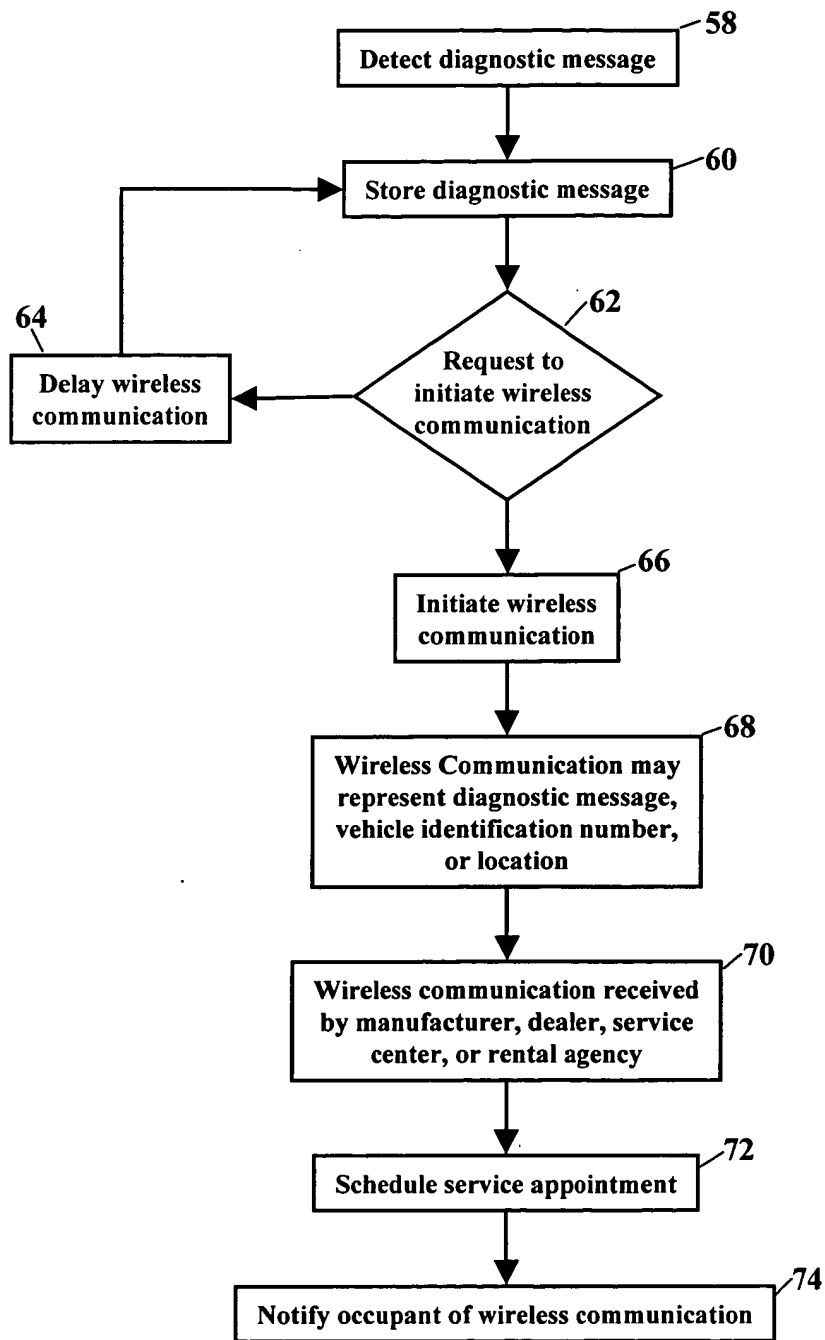 58
Detect diagnostic message
60
Store diagnostic message
62
64
Request to
initiate wireless
communication
Delay wireless
communication
66
Initiate wireless
communication
68
Wireless Communication may
represent diagnostic message,
vehicle identification number,
or location
70
Wireless communication received
by manufacturer, dealer, service
center, or rental agency
72
Schedule service appointment
74
Notify occupant of wireless communication